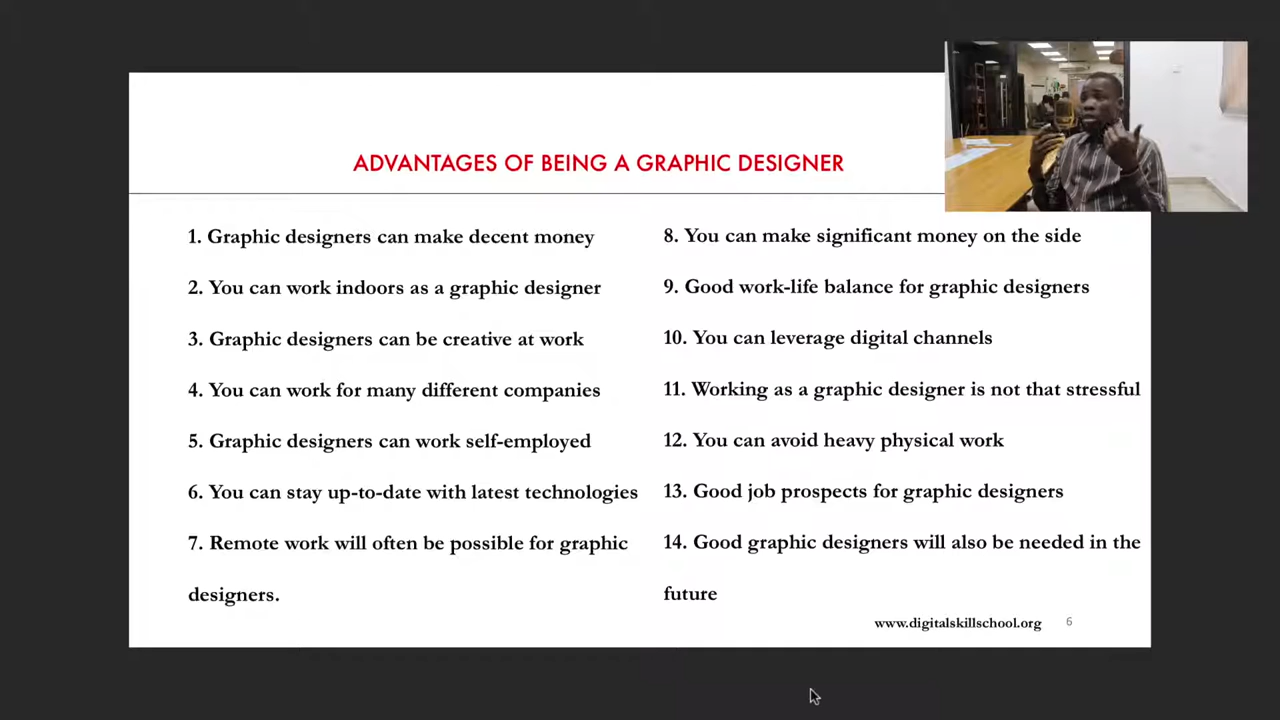 ADVANTAGES OF BEING A GRAPHIC DESIGNER
1. Graphic designers can make decent money
2. You can work indoors as a graphic designer
3. Graphic designers can be creative at work
4. You can work for many different companies
5. Graphic designers can work self-employed
6. You can stay up-to-date with latest technologies
7. Remote work will often be possible for graphic
designers.
8. You can make significant money on the side
9. Good work-life balance for graphic designers
10. You can leverage digital channels
11. Working as a graphic designer is not that stressful
12. You can avoid heavy physical work
13. Good job prospects for graphic designers
14. Good graphic designers will also be needed in the
future
www.digitalskillschool.org 6